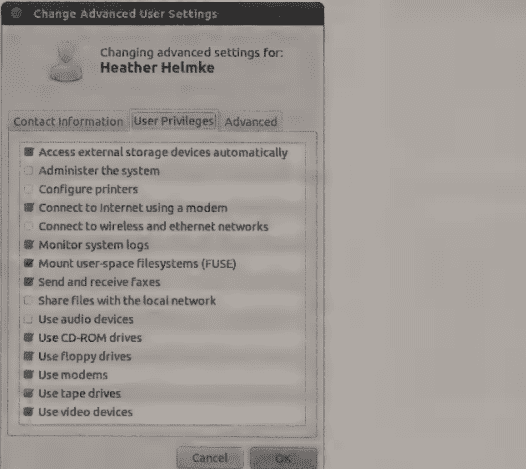 Change Advanced User Settings
Changing advanced settings for:
Heather Helmke
Contact Information User Privileges Advanced
Access external storage devices automatically
Administer the system
Configure printers
Connect to Internet using a modem
Connect to wireless and ethernet networks
Monitor system logs
Mount user-space filesystems (FUSE)
Send and receive faxes
Share files with the local network
Use audio devices
Use CD-ROM drives
Use floppy drives
Use modems
Use tape drives
Use video devices
Cancel OK